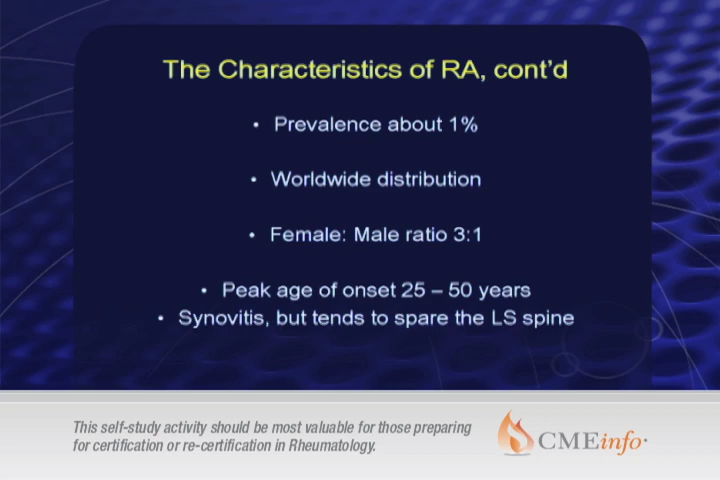 The Characteristics of RA, cont'd
• Prevalence about 1%
• Worldwide distribution
• Female: Male ratio 3:1
• Peak age of onset 25 – 50 years
• Synovitis, but tends to spare the LS spine
This self-study activity should be most valuable for those preparing
for certification or re-certification in Rheumatology.
CMEinfo